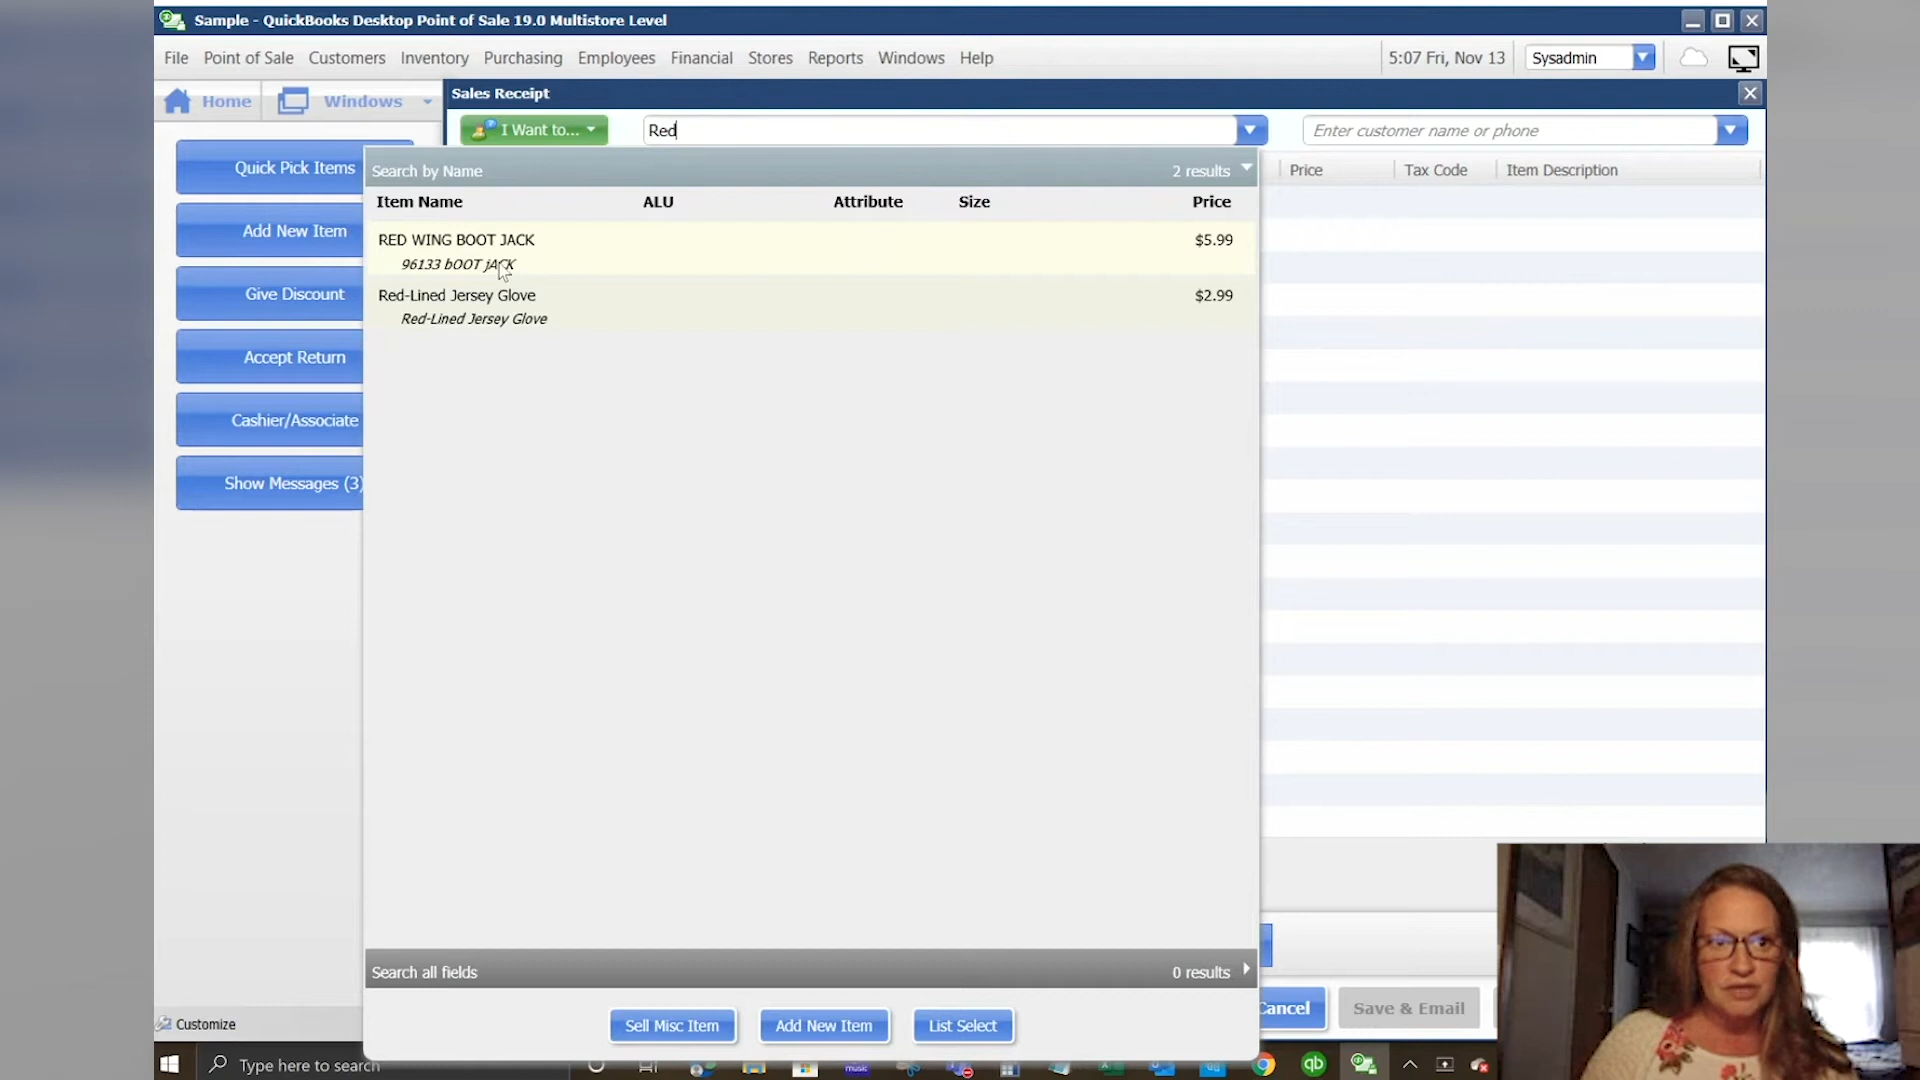 Sample - QuickBooks Desktop Point of Sale 19.0 Multistore Level
File Point of Sale Customers Inventory Purchasing Employees Financial Stores Reports Windows Help
5:07 Fri, Nov 13
Sysadmin
Home
Windows
Sales Receipt
I Want to...
Red
Enter customer name or phone
Quick Pick Items
Add New Item
Give Discount
Accept Return
Cashier/Associate
Show Messages (3)
Search by Name
2 results
Item Name ALU Attribute Size Price
RED WING BOOT JACK $5.99
96133 bOOT jACK
Red-Lined Jersey Glove $2.99
Red-Lined Jersey Glove
Price Tax Code Item Description
Search all fields
0 results
Sell Misc Item
Add New Item
List Select
Cancel
Save & Email
Customize
Type here to search
music
qb